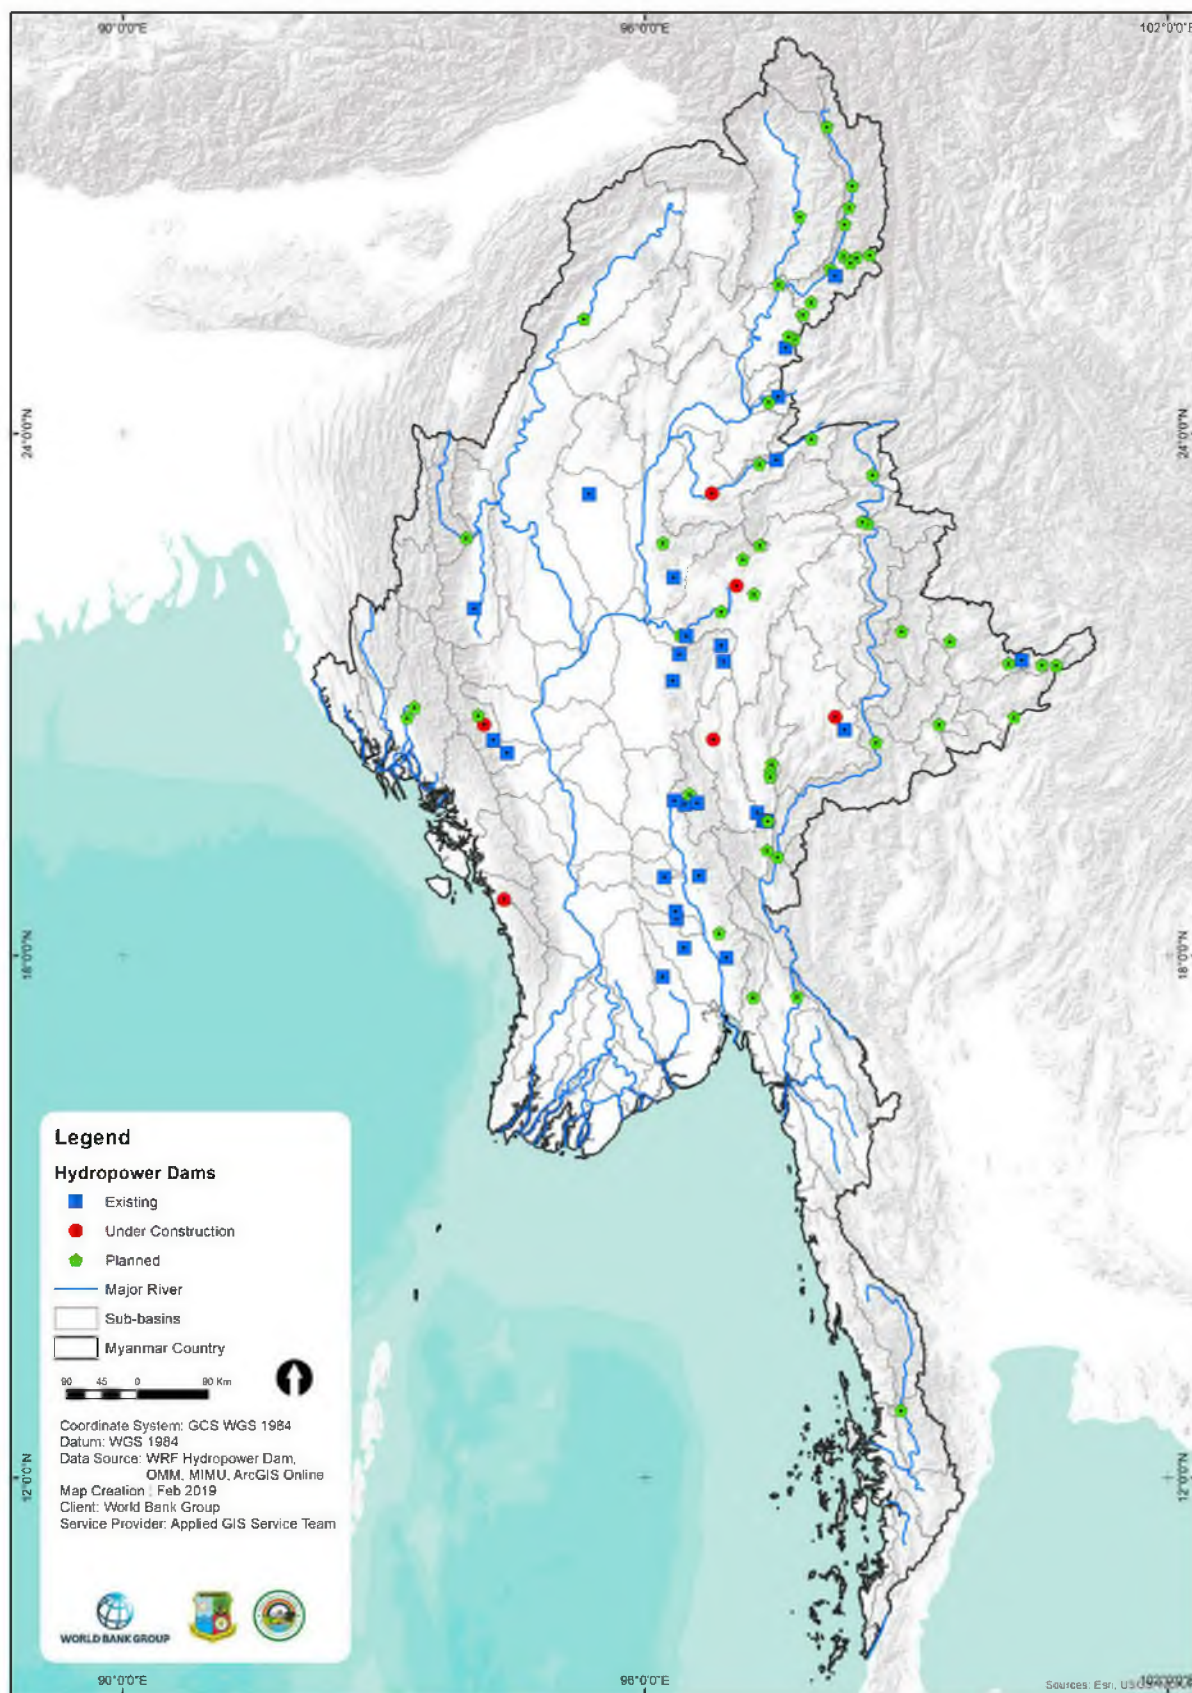 90°0'0"E
96°0'0"E
102°0'0"E
24°0'0"N
24°0'0"N
18°0'0"N
18°0'0"N
Legend
Hydropower Dams
Existing
Under Construction
Planned
Major River
Sub-basins
Myanmar Country
90 45 0 90 Km
Coordinate System: GCS WGS 1984
Datum: WGS 1984
Data Source: WRF Hydropower Dam,
OMM, MIMU, ArcGIS Online
Map Creation : Feb 2019
Client: World Bank Group
Service Provider: Applied GIS Service Team
12°0'0"N
12°0'0"N
WORLD BANK GROUP
90°0'0"E
96°0'0"E
Sources: Esri,